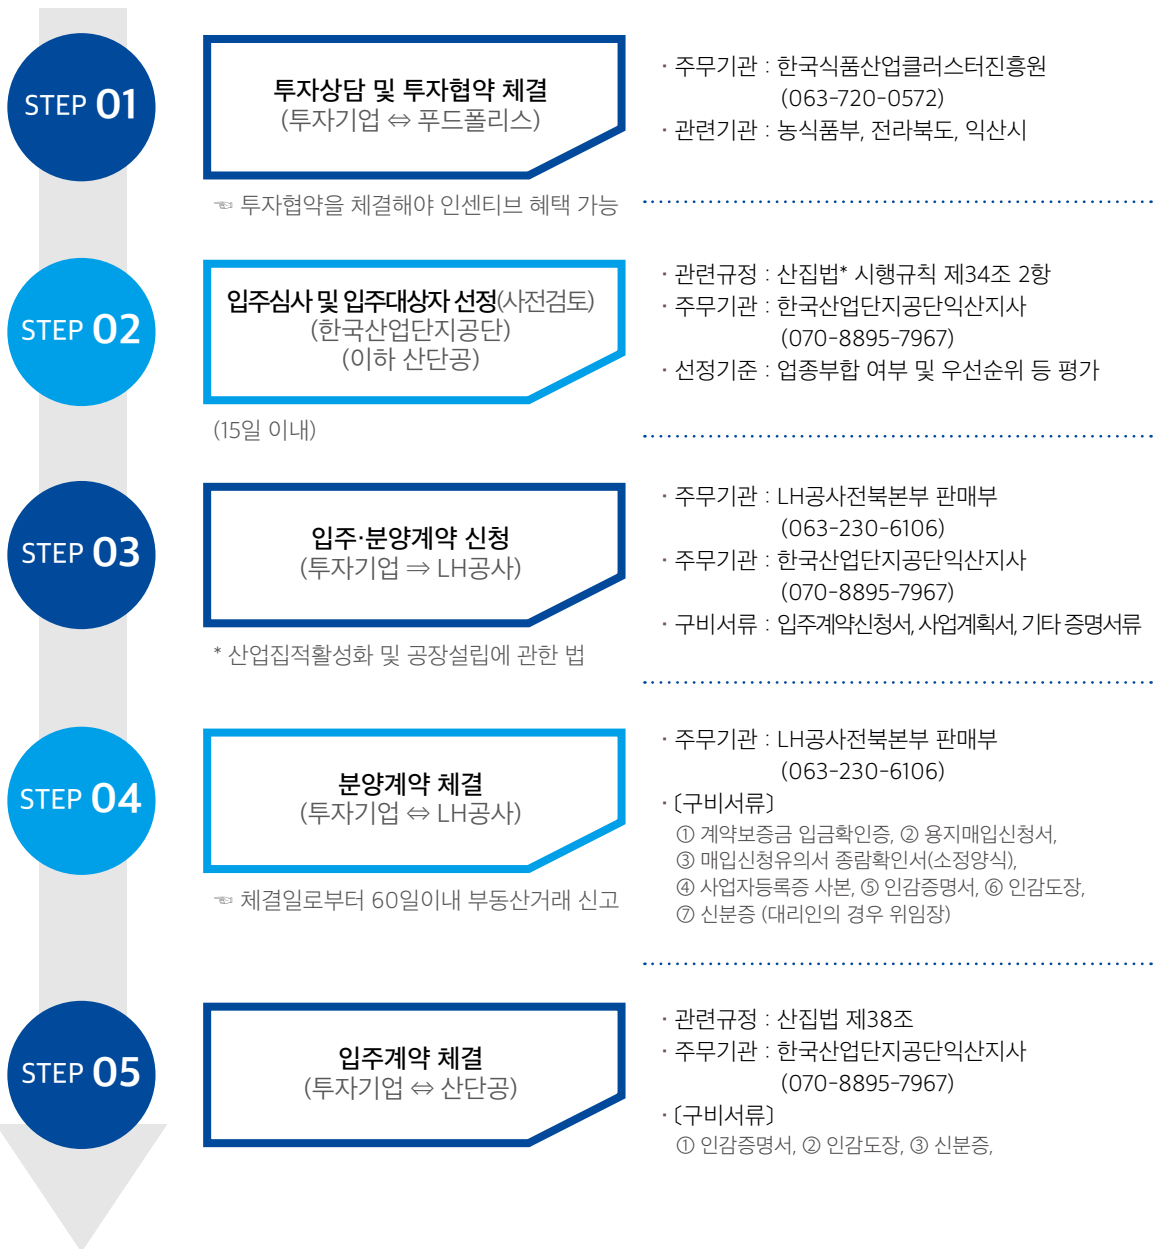 STEP 01
투자상담 및 투자협약 체결
(투자기업 ⇔ 푸드폴리스)
☜ 투자협약을 체결해야 인센티브 혜택 가능
· 주무기관 : 한국식품산업클러스터진흥원
(063-720-0572)
· 관련기관 : 농식품부, 전라북도, 익산시
STEP 02
입주심사 및 입주대상자 선정(사전검토)
(한국산업단지공단)
(이하 산단공)
(15일 이내)
· 관련규정 : 산집법* 시행규칙 제34조 2항
· 주무기관 : 한국산업단지공단익산지사
(070-8895-7967)
· 선정기준 : 업종부합 여부 및 우선순위 등 평가
STEP 03
입주·분양계약 신청
(투자기업 ⇒ LH공사)
* 산업집적활성화 및 공장설립에 관한 법
· 주무기관 : LH공사전북본부 판매부
(063-230-6106)
· 주무기관 : 한국산업단지공단익산지사
(070-8895-7967)
· 구비서류 : 입주계약신청서, 사업계획서, 기타 증명서류
STEP 04
분양계약 체결
(투자기업 ⇔ LH공사)
☜ 체결일로부터 60일이내 부동산거래 신고
· 주무기관 : LH공사전북본부 판매부
(063-230-6106)
· 〔구비서류〕
① 계약보증금 입금확인증, ② 용지매입신청서,
③ 매입신청유의서 종람확인서(소정양식),
④ 사업자등록증 사본, ⑤ 인감증명서, ⑥ 인감도장,
⑦ 신분증 (대리인의 경우 위임장)
STEP 05
입주계약 체결
(투자기업 ⇔ 산단공)
· 관련규정 : 산집법 제38조
· 주무기관 : 한국산업단지공단익산지사
(070-8895-7967)
· 〔구비서류〕
① 인감증명서, ② 인감도장, ③ 신분증,